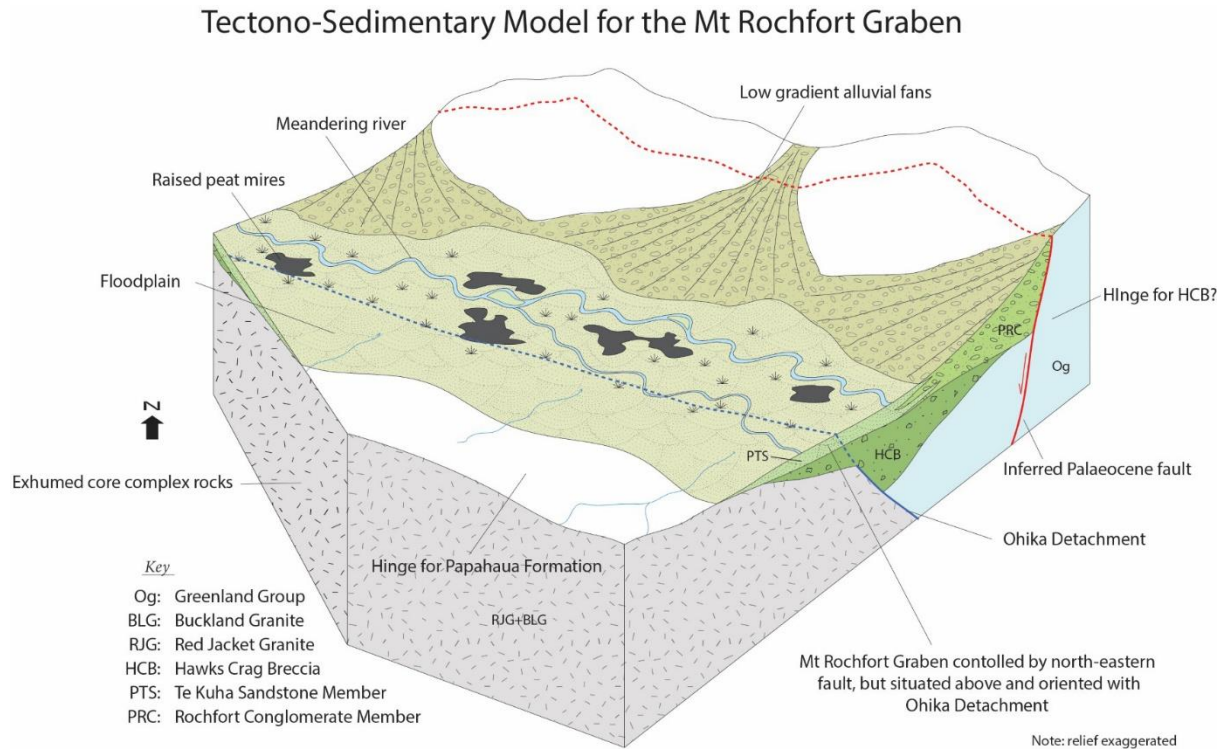 Tectono-Sedimentary Model for the Mt Rochfort Graben
Low gradient alluvial fans
Meandering river
Raised peat mires
Floodplain
HInge for HCB?
PRC
Og
HCB
PTS
Inferred Palaeocene fault
Ohika Detachment
Z
Exhumed core complex rocks
Hinge for Papahaua Formation
RJG+BLG
Key
Og: Greenland Group
BLG: Buckland Granite
RJG: Red Jacket Granite
HCB: Hawks Crag Breccia
PTS: Te Kuha Sandstone Member
PRC: Rochfort Conglomerate Member
Mt Rochfort Graben contolled by north-eastern
fault, but situated above and oriented with
Ohika Detachment
Note: relief exaggerated